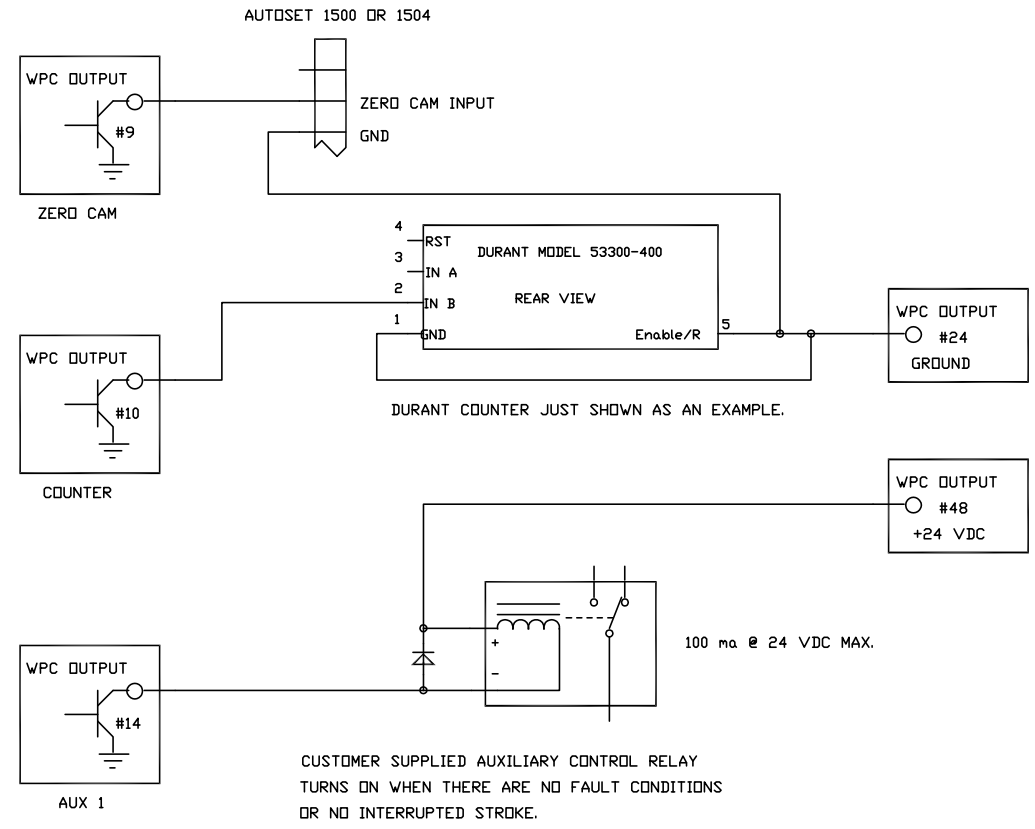 AUTOSET 1500 OR 1504
WPC OUTPUT
#9
ZERO CAM
ZERO CAM INPUT
GND
4
RST
3
IN A
2
IN B
1
GND
DURANT MODEL 53300-400
REAR VIEW
Enable/R
5
WPC OUTPUT
#24
GROUND
WPC OUTPUT
#10
COUNTER
DURANT COUNTER JUST SHOWN AS AN EXAMPLE.
WPC OUTPUT
#48
+24 VDC
+
-
100 ma @ 24 VDC MAX.
WPC OUTPUT
#14
AUX 1
CUSTOMER SUPPLIED AUXILIARY CONTROL RELAY
TURNS ON WHEN THERE ARE NO FAULT CONDITIONS
OR NO INTERRUPTED STROKE.